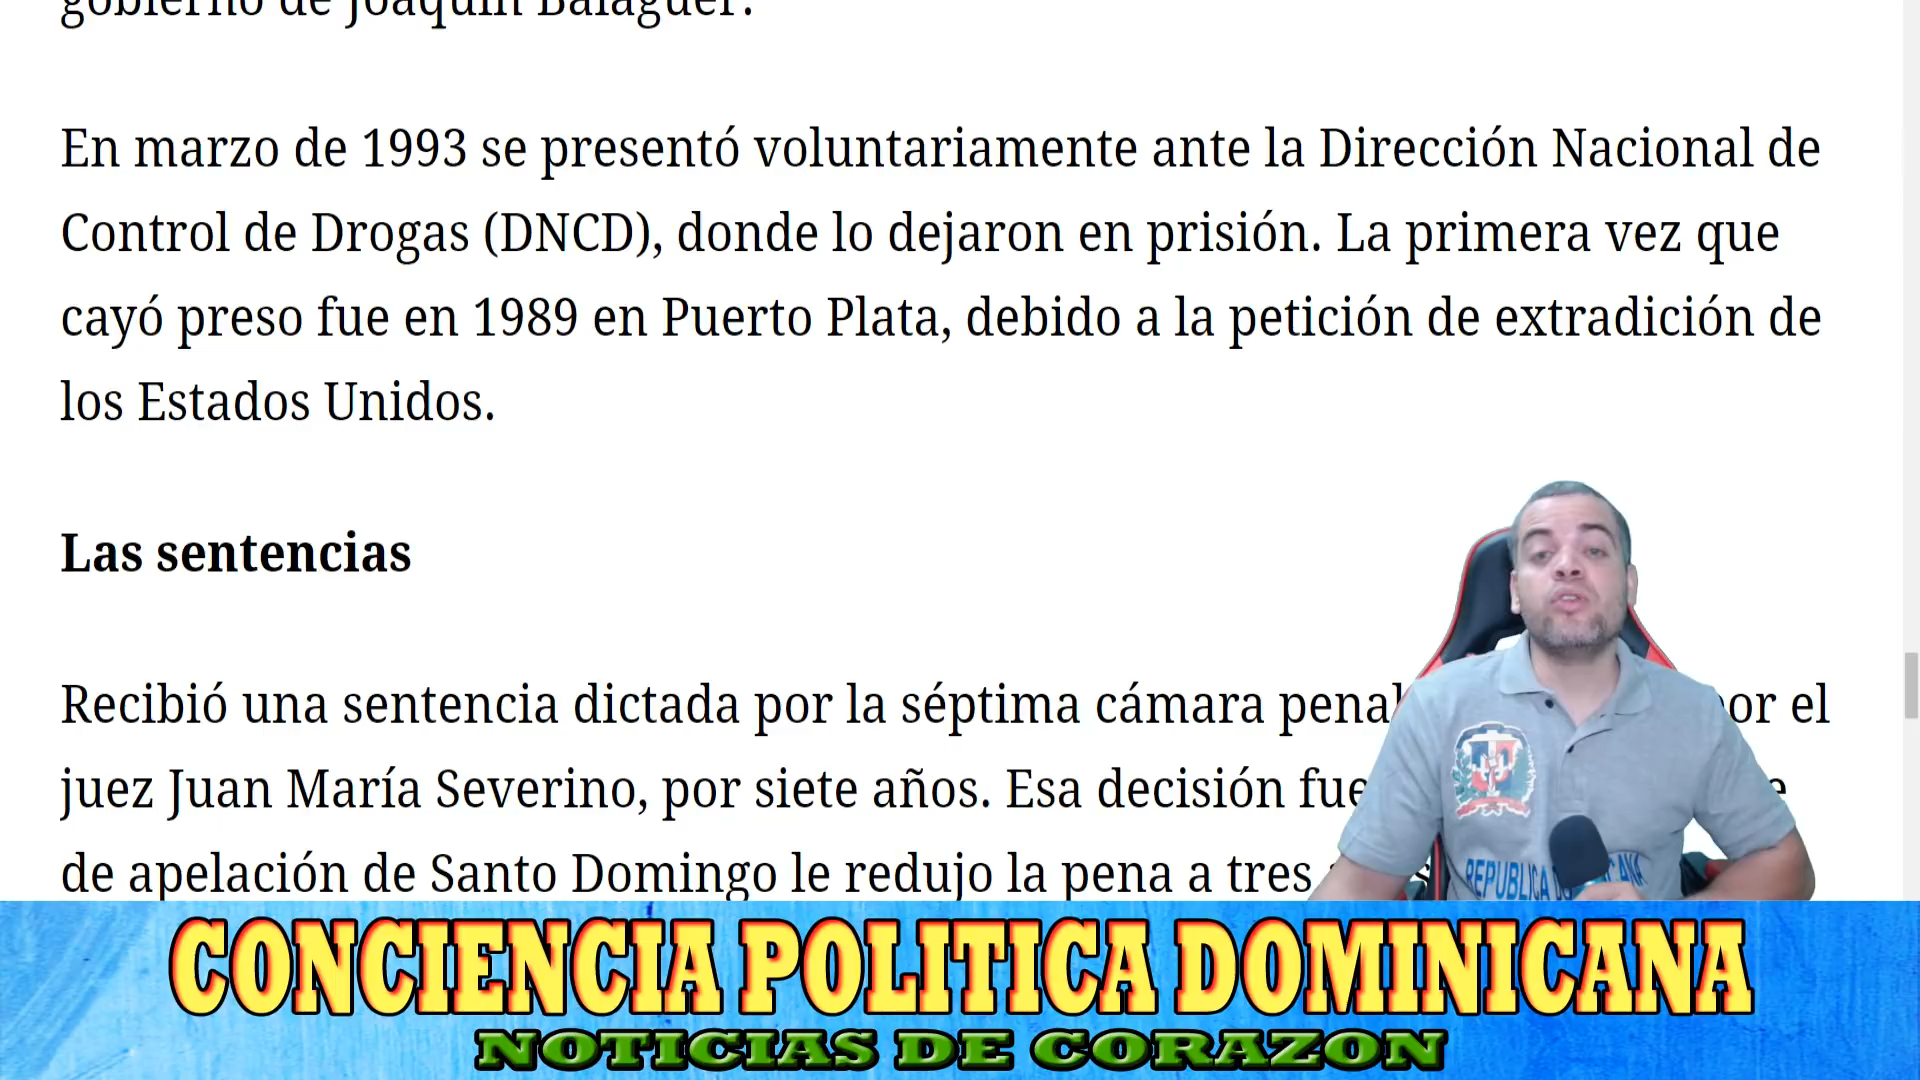 gobierno de Joaquín Balaguer.
En marzo de 1993 se presentó voluntariamente ante la Dirección Nacional de
Control de Drogas (DNCD), donde lo dejaron en prisión. La primera vez que
cayó preso fue en 1989 en Puerto Plata, debido a la petición de extradición de
los Estados Unidos.
Las sentencias
Recibió una sentencia dictada por la séptima cámara penal por el
juez Juan María Severino, por siete años. Esa decisión fue
de apelación de Santo Domingo le redujo la pena a tres
REPUBLICA
CONCIENCIA POLITICA DOMINICANA
NOTICIAS DE CORAZON